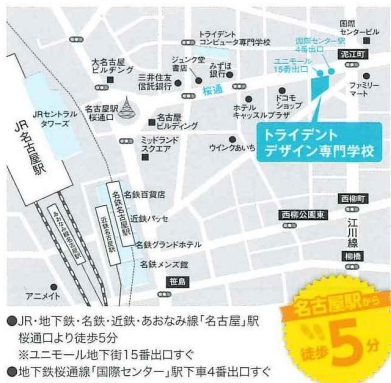 国際
センタービル
トライデント
コンピュータ専門学校
国際センター駅
4番出口
泥江町
大名古屋
ビルヂング
ジュンク堂
書店
みずほ
銀行
ユニモール
15番出口
三井住友
信託銀行
桜通
ファミリー
マート
名古屋駅
桜通口
ドコモ
ショップ
JRセントラル
タワーズ
名古屋
ビルディング
ホテル
キャッスルプラザ
トライデント
デザイン専門学校
JR名古屋駅
ミッドランド
スクエア
ウインクあいち
名鉄百貨店
名鉄名古屋駅
近鉄パッセ
近鉄名古屋駅
あおなみ線名古屋駅
西柳町
西柳公園東
江川線
名鉄グランドホテル
柳橋
名鉄メンズ館
笹島
アニメイト
名古屋駅から
徒歩5分
●JR・地下鉄・名鉄・近鉄・あおなみ線「名古屋」駅
桜通口より徒歩5分
※ユニモール地下街15番出口すぐ
●地下鉄桜通線「国際センター」駅下車4番出口すぐ